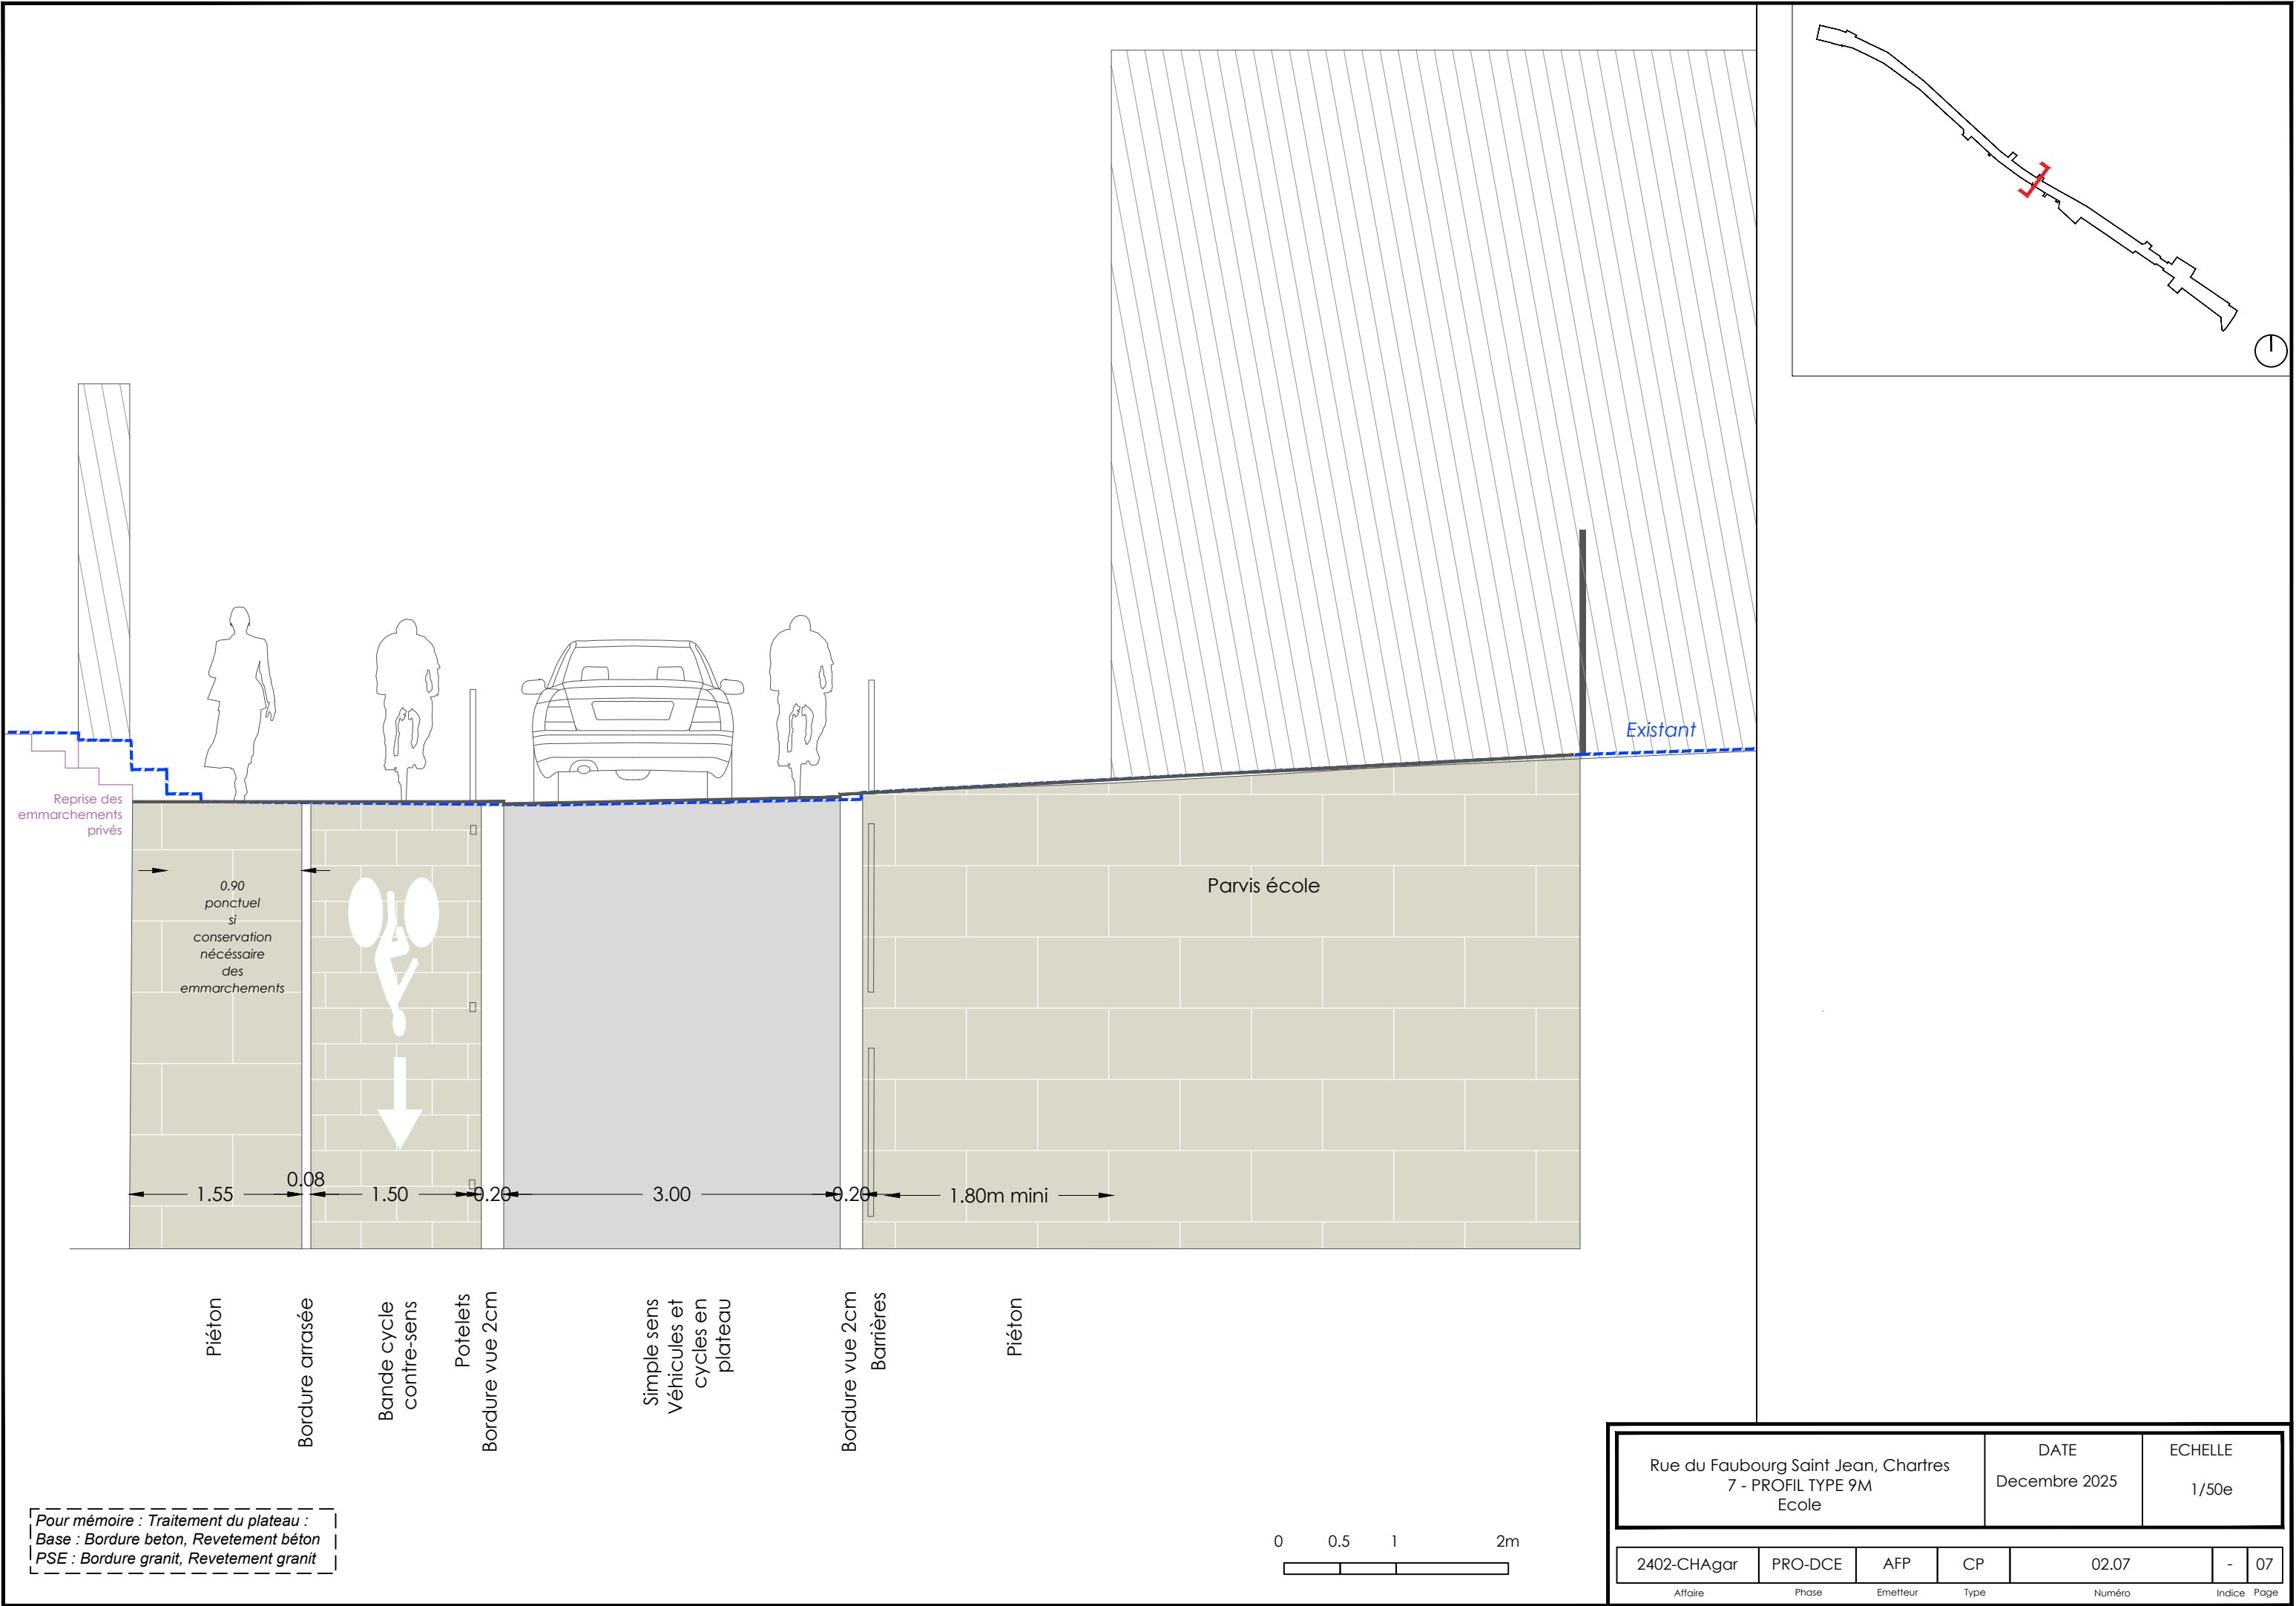 Existant
Reprise des
emmarchements
privés
0.90
ponctuel
si
conservation
nécéssaire
des
emmarchements
Parvis école
1.55
0.08
1.50
0.20
3.00
0.20
1.80m mini
Piéton
Bordure arrasée
Bande cycle
contre-sens
Potelets
Bordure vue 2cm
Simple sens
Véhicules et
cycles en
plateau
Bordure vue 2cm
Barrières
Piéton
Pour mémoire : Traitement du plateau :
Base : Bordure beton, Revetement béton
PSE : Bordure granit, Revetement granit
0 0.5 1 2m
Rue du Faubourg Saint Jean, Chartres
7 - PROFIL TYPE 9M
Ecole
DATE
Decembre 2025
ECHELLE
1/50e
2402-CHAgar PRO-DCE AFP CP 02.07 - 07
Affaire Phase Emetteur Type Numéro Indice Page